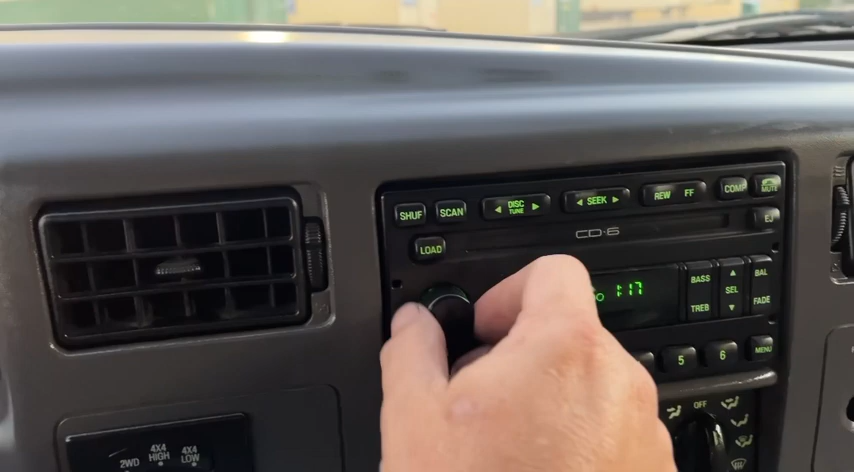 SHUF
SCAN
DISC
TUNE
SEEK
REW FF
COMP
MUTE
LOAD
CD·6
EJ
1:17
BASS
TREB
SEL
BAL
FADE
5
6
MENU
OFF
2WD
4X4
HIGH
4X4
LOW